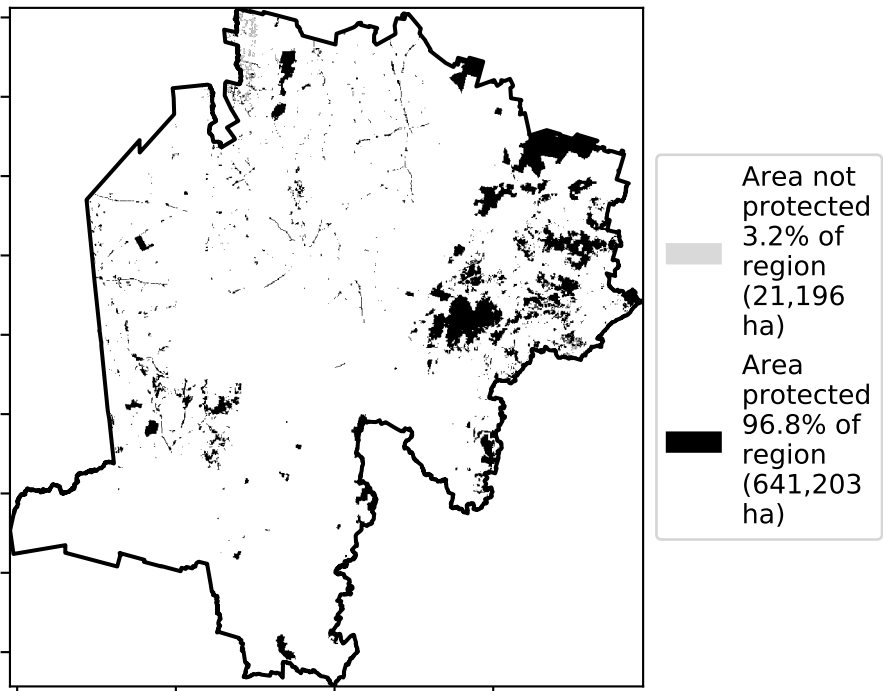 Area not
protected
3.2% of
region
(21,196
ha)
Area
protected
96.8% of
region
(641,203
ha)